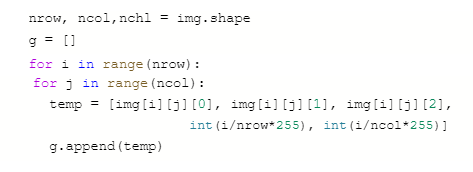 nrow, ncol,nchl = img.shape
g = []
for i in range(nrow):
for j in range(ncol):
temp = [img[i][j][0], img[i][j][1], img[i][j][2],
int(i/nrow*255), int(i/ncol*255)]
g.append(temp)